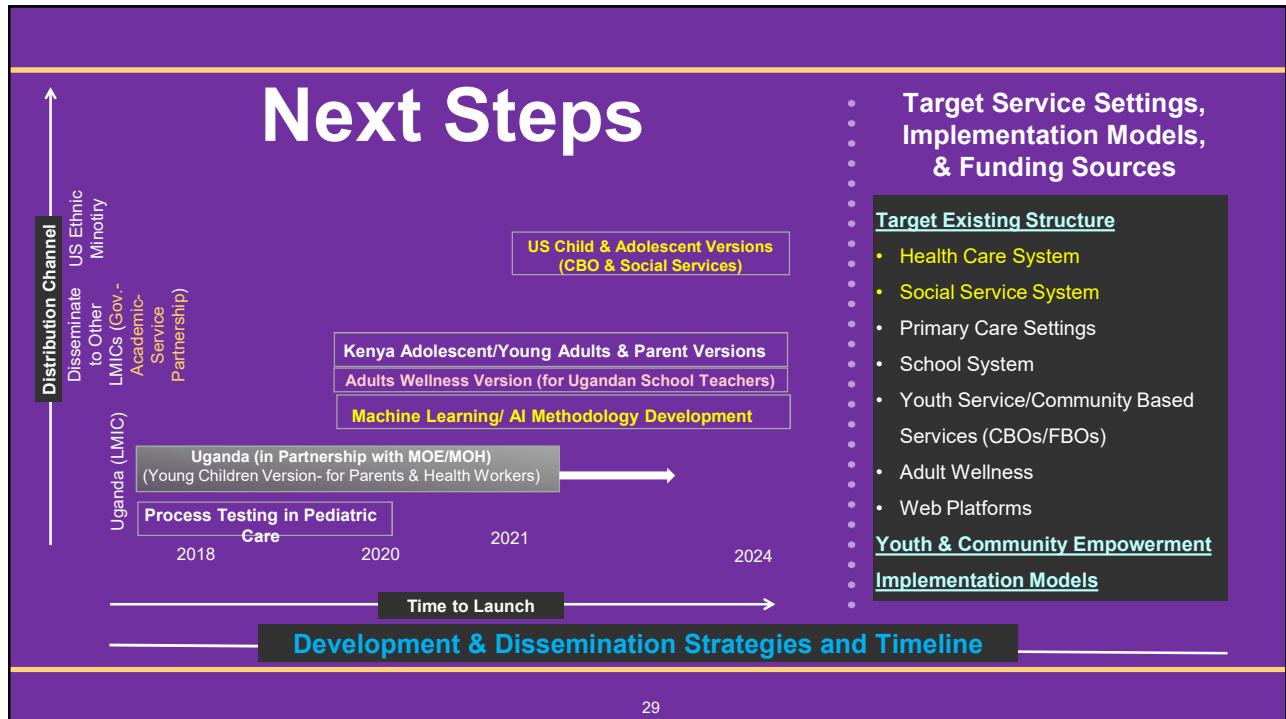 Next Steps
Distribution Channel
US Ethnic
Minotiry
Disseminate
to Other
LMICs (Gov.-
Academic-
Service
Partnership)
Uganda (LMIC)
US Child & Adolescent Versions
(CBO & Social Services)
Kenya Adolescent/Young Adults & Parent Versions
Adults Wellness Version (for Ugandan School Teachers)
Machine Learning/ AI Methodology Development
Uganda (in Partnership with MOE/MOH)
(Young Children Version- for Parents & Health Workers)
Process Testing in Pediatric
Care
2018
2020
2021
2024
Time to Launch
Target Service Settings,
Implementation Models,
& Funding Sources
Target Existing Structure
• Health Care System
• Social Service System
• Primary Care Settings
• School System
• Youth Service/Community Based
Services (CBOs/FBOs)
• Adult Wellness
• Web Platforms
Youth & Community Empowerment
Implementation Models
Development & Dissemination Strategies and Timeline
29